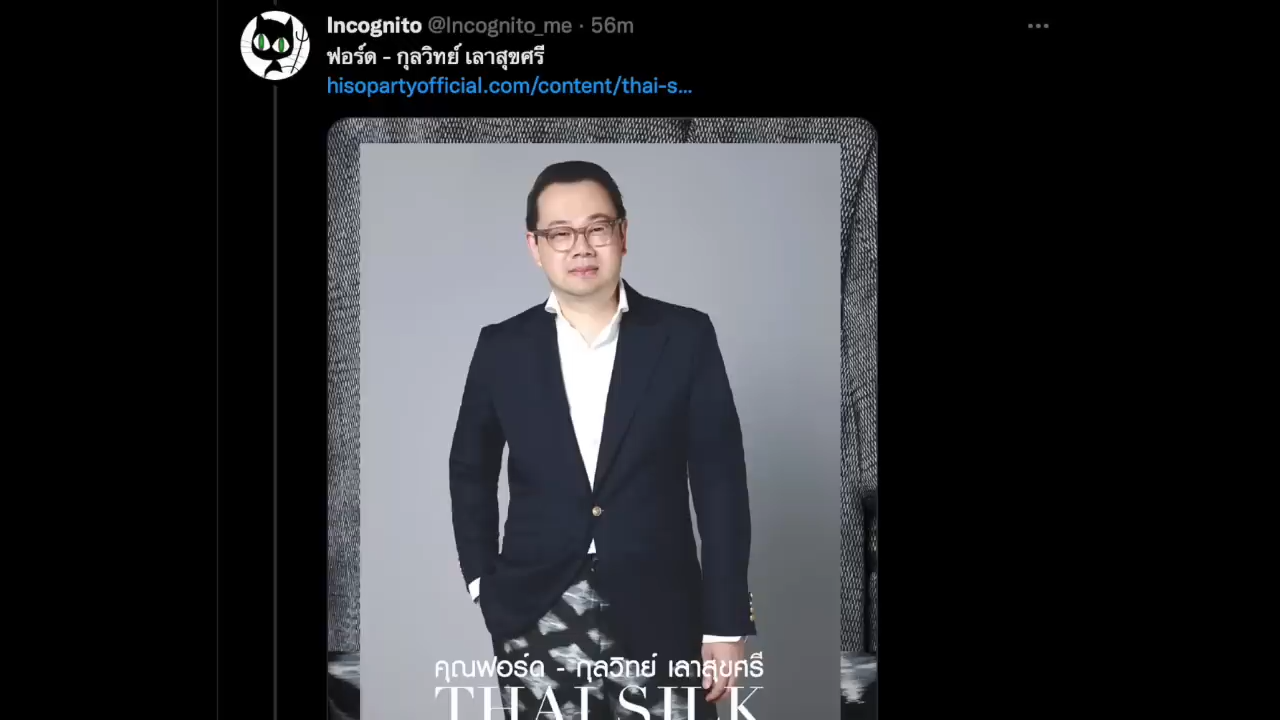 Incognito @Incognito_me · 56m
ฟอร์ด - กุลวิทย์ เลาสุขศรี
hisopartyofficial.com/content/thai-s...
คุณฟอร์ด - กุลวิทย์ เลาสุขศรี
THAI SILK